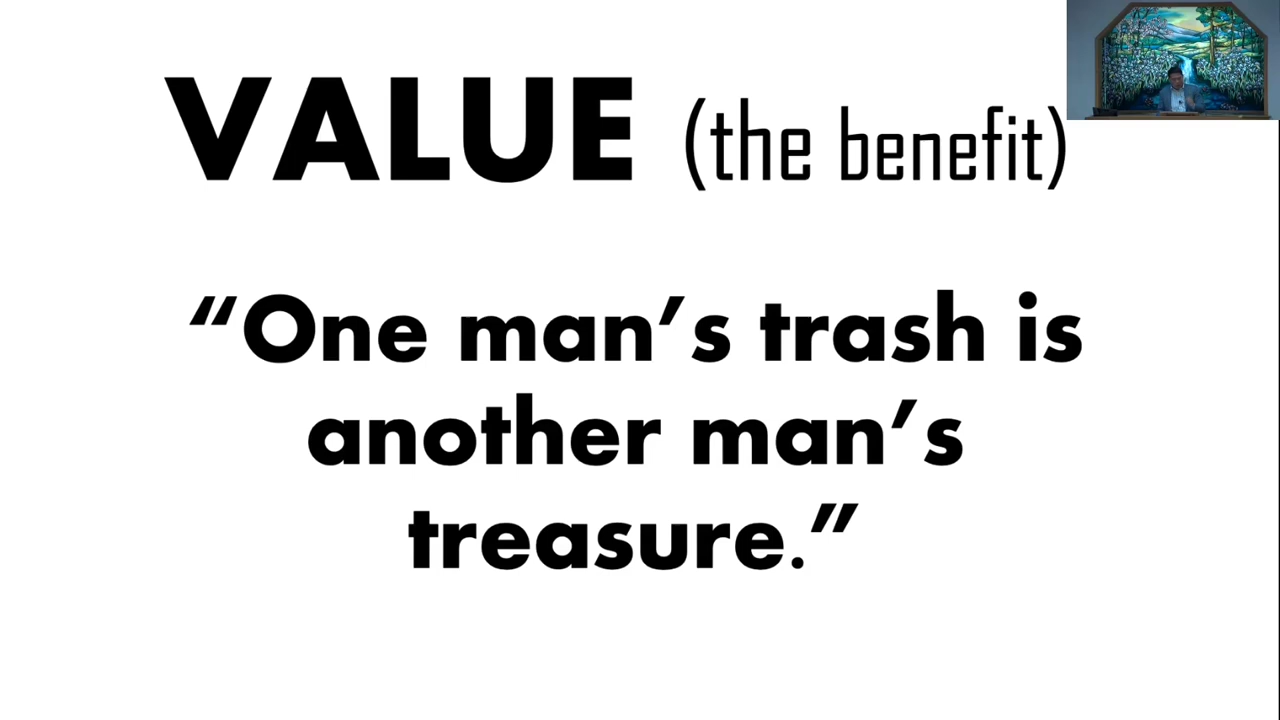 VALUE (the benefit)
“One man’s trash is
another man’s
treasure.”